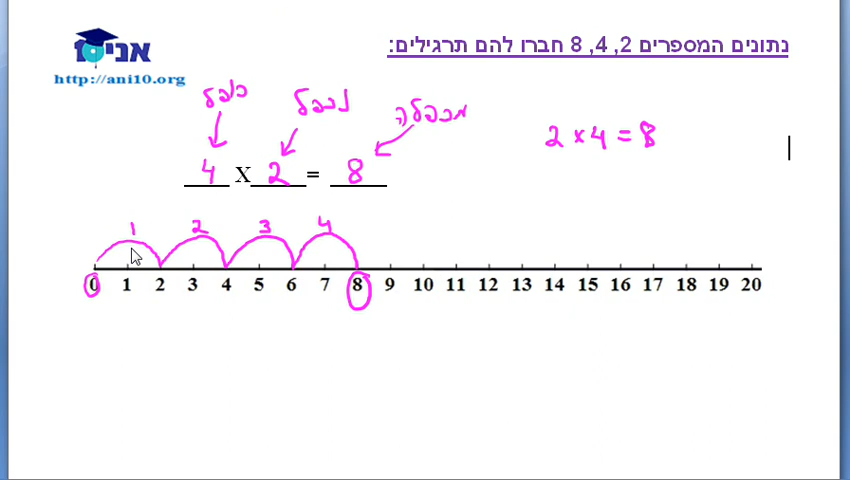 נתונים המספרים 2, 4, 8 חברו להם תרגילים:
אני10
http://ani10.org
כופל נכפל מכפלה
2 x 4 = 8
4 X 2 = 8
1 2 3 4
0 1 2 3 4 5 6 7 8 9 10 11 12 13 14 15 16 17 18 19 20